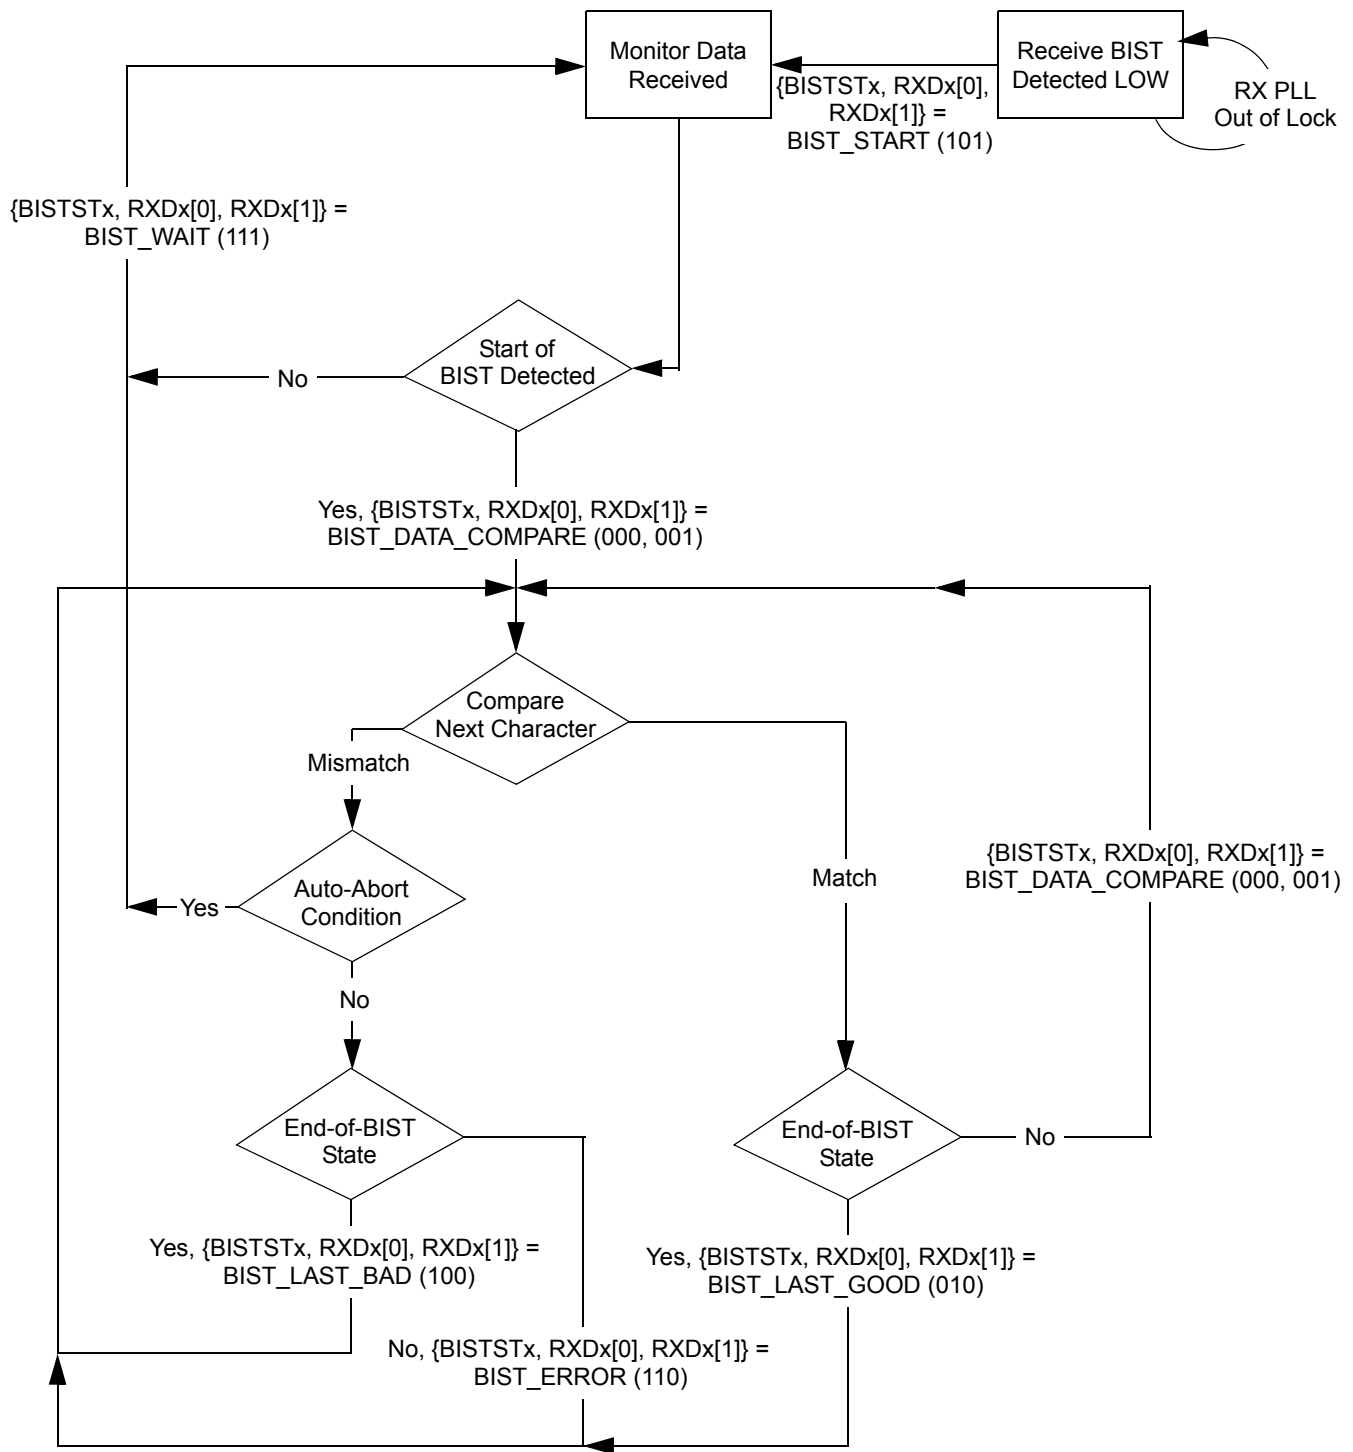 Monitor Data
Received
Receive BIST
Detected LOW
RX PLL
Out of Lock
{BISTSTx, RXDx[0],
RXDx[1]} =
BIST_START (101)
{BISTSTx, RXDx[0], RXDx[1]} =
BIST_WAIT (111)
Start of
BIST Detected
No
Yes, {BISTSTx, RXDx[0], RXDx[1]} =
BIST_DATA_COMPARE (000, 001)
Compare
Next Character
Mismatch
Match
{BISTSTx, RXDx[0], RXDx[1]} =
BIST_DATA_COMPARE (000, 001)
Auto-Abort
Condition
Yes
No
End-of-BIST
State
End-of-BIST
State
No
Yes, {BISTSTx, RXDx[0], RXDx[1]} =
BIST_LAST_BAD (100)
Yes, {BISTSTx, RXDx[0], RXDx[1]} =
BIST_LAST_GOOD (010)
No, {BISTSTx, RXDx[0], RXDx[1]} =
BIST_ERROR (110)